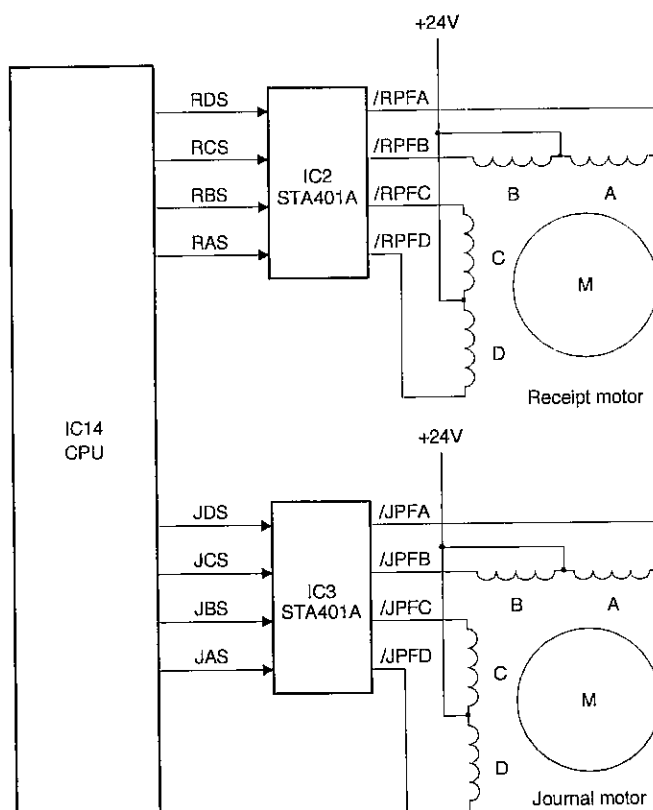 +24V
RDS
/RPFA
RCS
/RPFB
IC2
STA401A
B
A
RBS
/RPFC
RAS
/RPFD
C
M
D
Receipt motor
IC14
CPU
+24V
JDS
/JPFA
JCS
/JPFB
IC3
STA401A
B
A
JBS
/JPFC
JAS
/JPFD
C
M
D
Journal motor